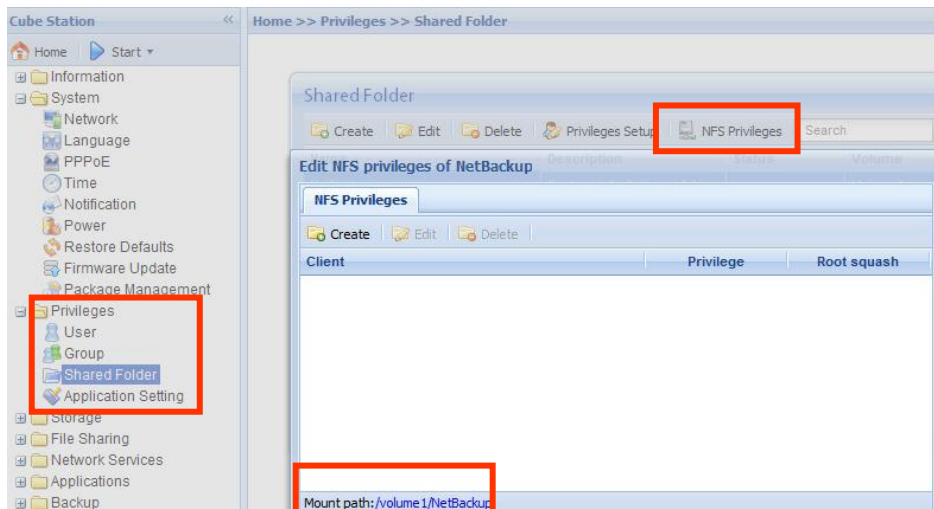 Cube Station
Home >> Privileges >> Shared Folder
Home
Start
Information
System
Network
Language
PPPoE
Time
Notification
Power
Restore Defaults
Firmware Update
Package Management
Privileges
User
Group
Shared Folder
Application Setting
Storage
File Sharing
Network Services
Applications
Backup
Shared Folder
Create Edit Delete Privileges Setup NFS Privileges Search
Description Status Volume
Edit NFS privileges of NetBackup
NFS Privileges
Create Edit Delete
Client Privilege Root squash
Mount path:/volume1/NetBackup